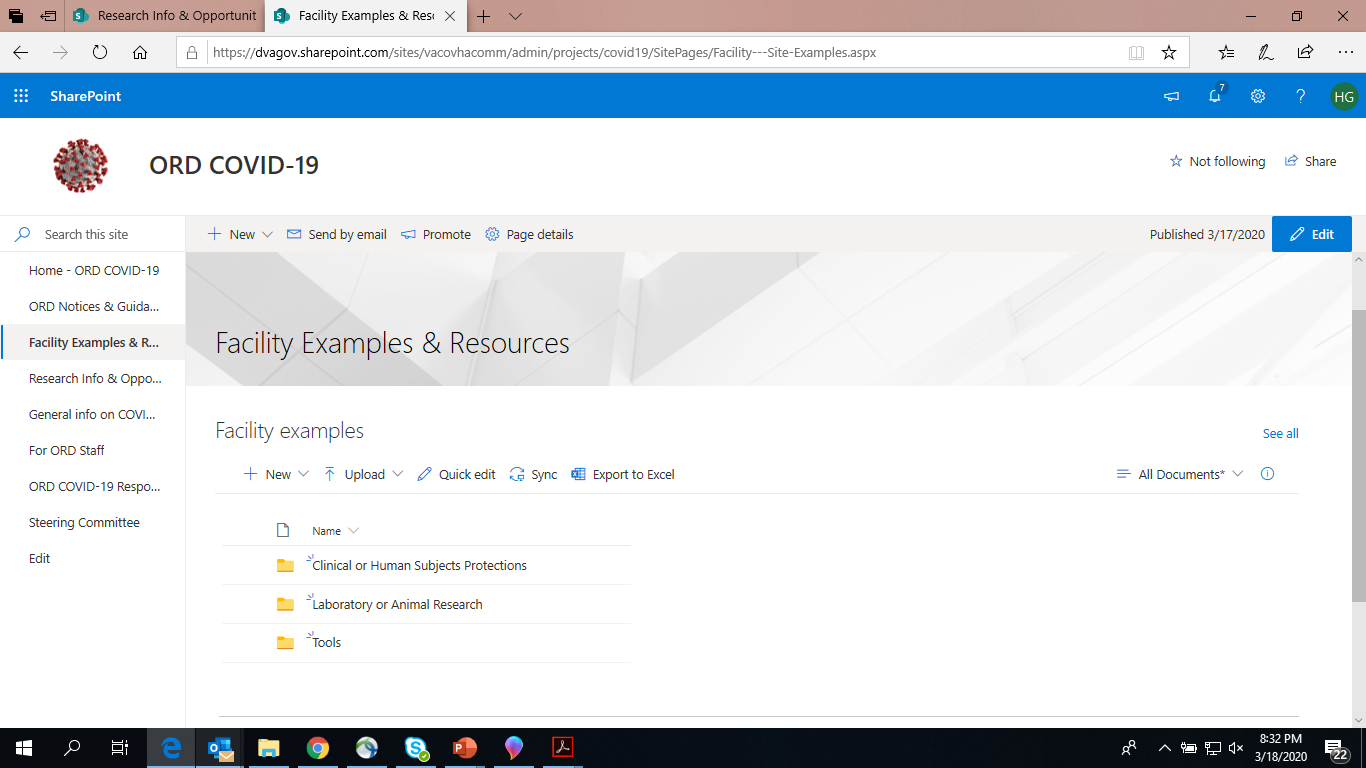 Research Info & Opportunit
Facility Examples & Reso
https://dvagov.sharepoint.com/sites/vacovhacomm/admin/projects/covid19/SitePages/Facility---Site-Examples.aspx
SharePoint
7
?
HG
ORD COVID-19
Not following
Share
Search this site
New
Send by email
Promote
Page details
Published 3/17/2020
Edit
Home - ORD COVID-19
ORD Notices & Guida...
Facility Examples & R...
Research Info & Oppo...
General info on COVI...
For ORD Staff
ORD COVID-19 Respo...
Steering Committee
Edit
Facility Examples & Resources
Facility examples
See all
New
Upload
Quick edit
Sync
Export to Excel
All Documents*
Name
Clinical or Human Subjects Protections
Laboratory or Animal Research
Tools
8:32 PM
3/18/2020
22